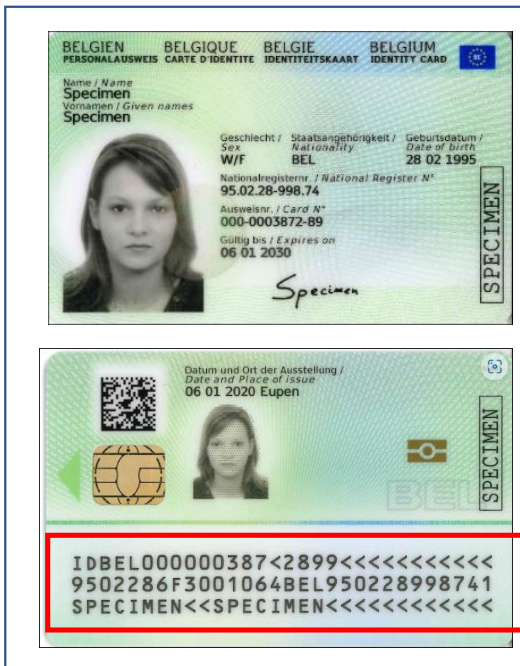 BELGIEN BELGIQUE BELGIE BELGIUM
PERSONALAUSWEIS CARTE D'IDENTITE IDENTITEITSKAART IDENTITY CARD
BE
Name / Name
Specimen
Vornamen / Given names
Specimen
Geschlecht / Staatsangehörigkeit / Geburtsdatum /
Sex Nationality Date of birth
W/F BEL 28 02 1995
Nationalregisternr. / National Register N°
95.02.28-998.74
Ausweisnr. / Card N°
000-0003872-89
Gültig bis / Expires on
06 01 2030
Specimen
SPECIMEN
Datum und Ort der Ausstellung /
Date and Place of issue
06 01 2020 Eupen
SPECIMEN
BEL
IDBEL000000387<2899<<<<<<<<<<<
9502286F3001064BEL950228998741
SPECIMEN<<SPECIMEN<<<<<<<<<<<<